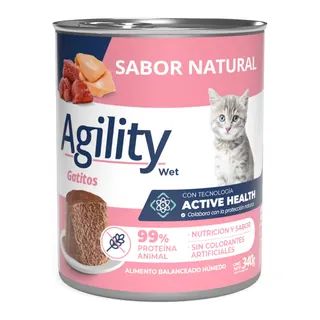 SABOR NATURAL
Agility
Wet
Gatitos
CON TECNOLOGÍA
ACTIVE HEALTH
99%
PROTEÍNA
ANIMAL
NUTRICION Y SABOR
SIN COLORANTES
ARTIFICIALES
ALIMENTO BALANCEADO HÚMEDO
340g